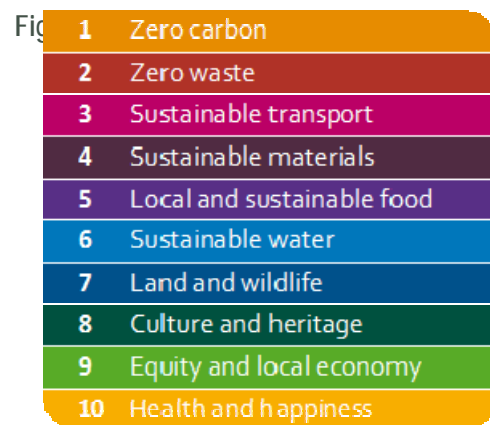 Fig
1 Zero carbon
2 Zero waste
3 Sustainable transport
4 Sustainable materials
5 Local and sustainable food
6 Sustainable water
7 Land and wildlife
8 Culture and heritage
9 Equity and local economy
10 Health and happiness